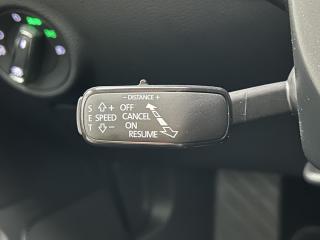 − DISTANCE +
S E T
+ OFF
SPEED CANCEL
− ON
RESUME